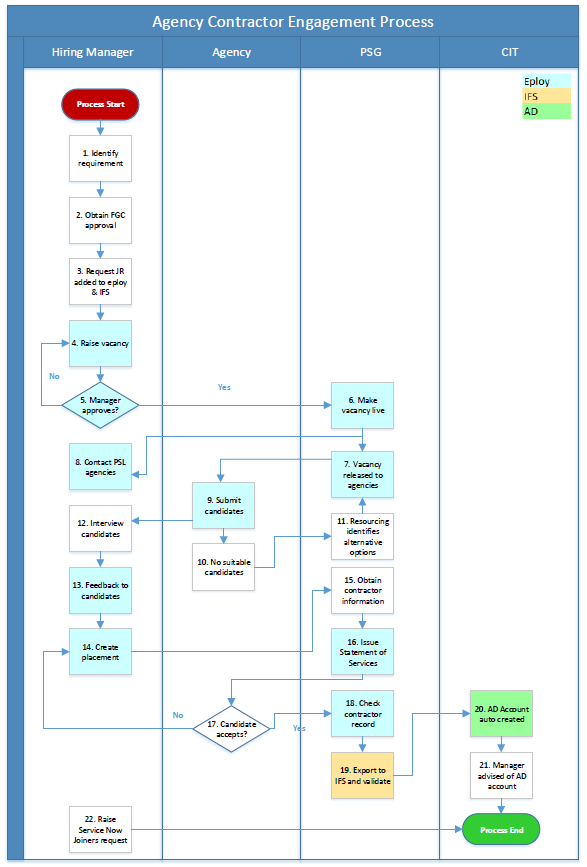 Agency Contractor Engagement Process
Hiring Manager
Agency
PSG
CIT
Eploy
IFS
AD
Process Start
1. Identify
requirement
2. Obtain FGC
approval
3. Request JR
added to eploy
& IFS
4. Raise vacancy
No
5. Manager
approves?
Yes
6. Make
vacancy live
8. Contact PSL
agencies
7. Vacancy
released to
agencies
9. Submit
candidates
12. Interview
candidates
11. Resourcing
identifies
alternative
options
10. No suitable
candidates
13. Feedback to
candidates
15. Obtain
contractor
information
14. Create
placement
16. Issue
Statement of
Services
No
17. Candidate
accepts?
Yes
18. Check
contractor
record
20. AD Account
auto created
19. Export to
IFS and validate
21. Manager
advised of AD
account
22. Raise
Service Now
Joiners request
Process End